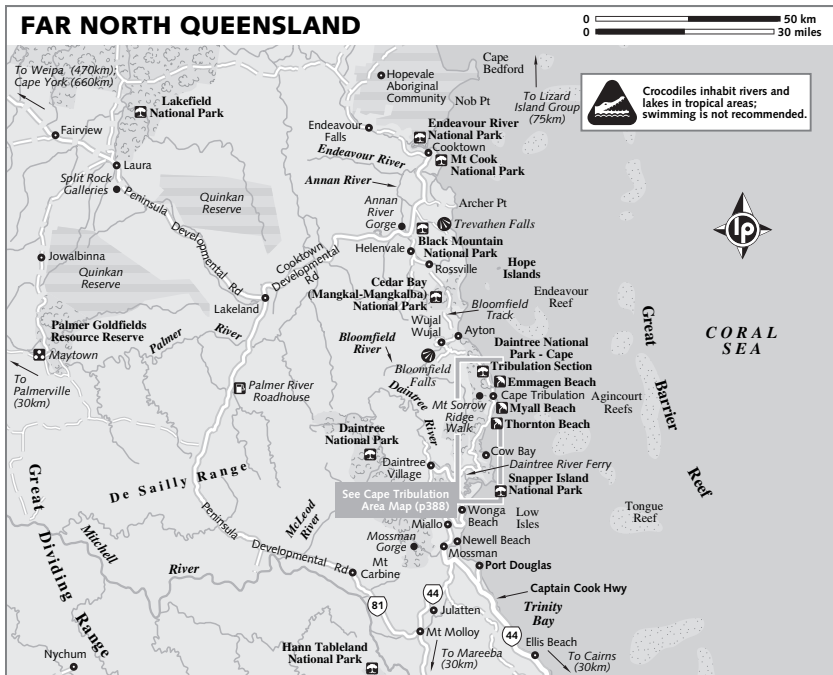 FAR NORTH QUEENSLAND
0 50 km
0 30 miles
To Weipa (470km);
Cape York (660km)
Lakefield
National Park
Fairview
Laura
Split Rock
Galleries
Peninsula
Developmental
Rd
Quinkan
Reserve
Jowalbinna
Quinkan
Reserve
Palmer Goldfields
Resource Reserve
Maytown
To
Palmerville
(30km)
Palmer
River
Lakeland
Cooktown
Developmental
Rd
Palmer River
Roadhouse
Hopevale
Aboriginal
Community
Cape
Bedford
Nob Pt
To Lizard
Island Group
(75km)
Crocodiles inhabit rivers and
lakes in tropical areas;
swimming is not recommended.
Endeavour
Falls
Endeavour River
National Park
Cooktown
Endeavour River
Mt Cook
National Park
Annan River
Archer Pt
Annan
River
Gorge
Trevathen Falls
Helenvale
Black Mountain
National Park
Rossville
Hope
Islands
Cedar Bay
(Mangkal-Mangkalba)
National Park
Endeavour
Reef
Bloomfield
Track
Wujal
Wujal
Ayton
Bloomfield
River
Bloomfield
Falls
Daintree National
Park - Cape
Tribulation Section
Emmagen Beach
Cape Tribulation
Mt Sorrow
Ridge
Walk
Myall Beach
Thornton Beach
Agincourt
Reefs
Great
Barrier
Reef
CORAL
SEA
lp
Daintree
River
Daintree
National Park
Daintree
Village
Cow Bay
Daintree River Ferry
Snapper Island
National Park
See Cape Tribulation
Area Map (p388)
Wonga
Beach
Low
Isles
Tongue
Reef
Miallo
Newell Beach
Mossman
Gorge
Mossman
Port Douglas
Captain Cook Hwy
Trinity
Bay
Great
Dividing
Range
De Sailly Range
Mitchell
River
McLeod
River
Peninsula
Developmental Rd
Mt
Carbine
81
44
Julatten
Mt Molloy
44
Ellis Beach
To Mareeba
(30km)
To Cairns
(30km)
Hann Tableland
National Park
Nychum